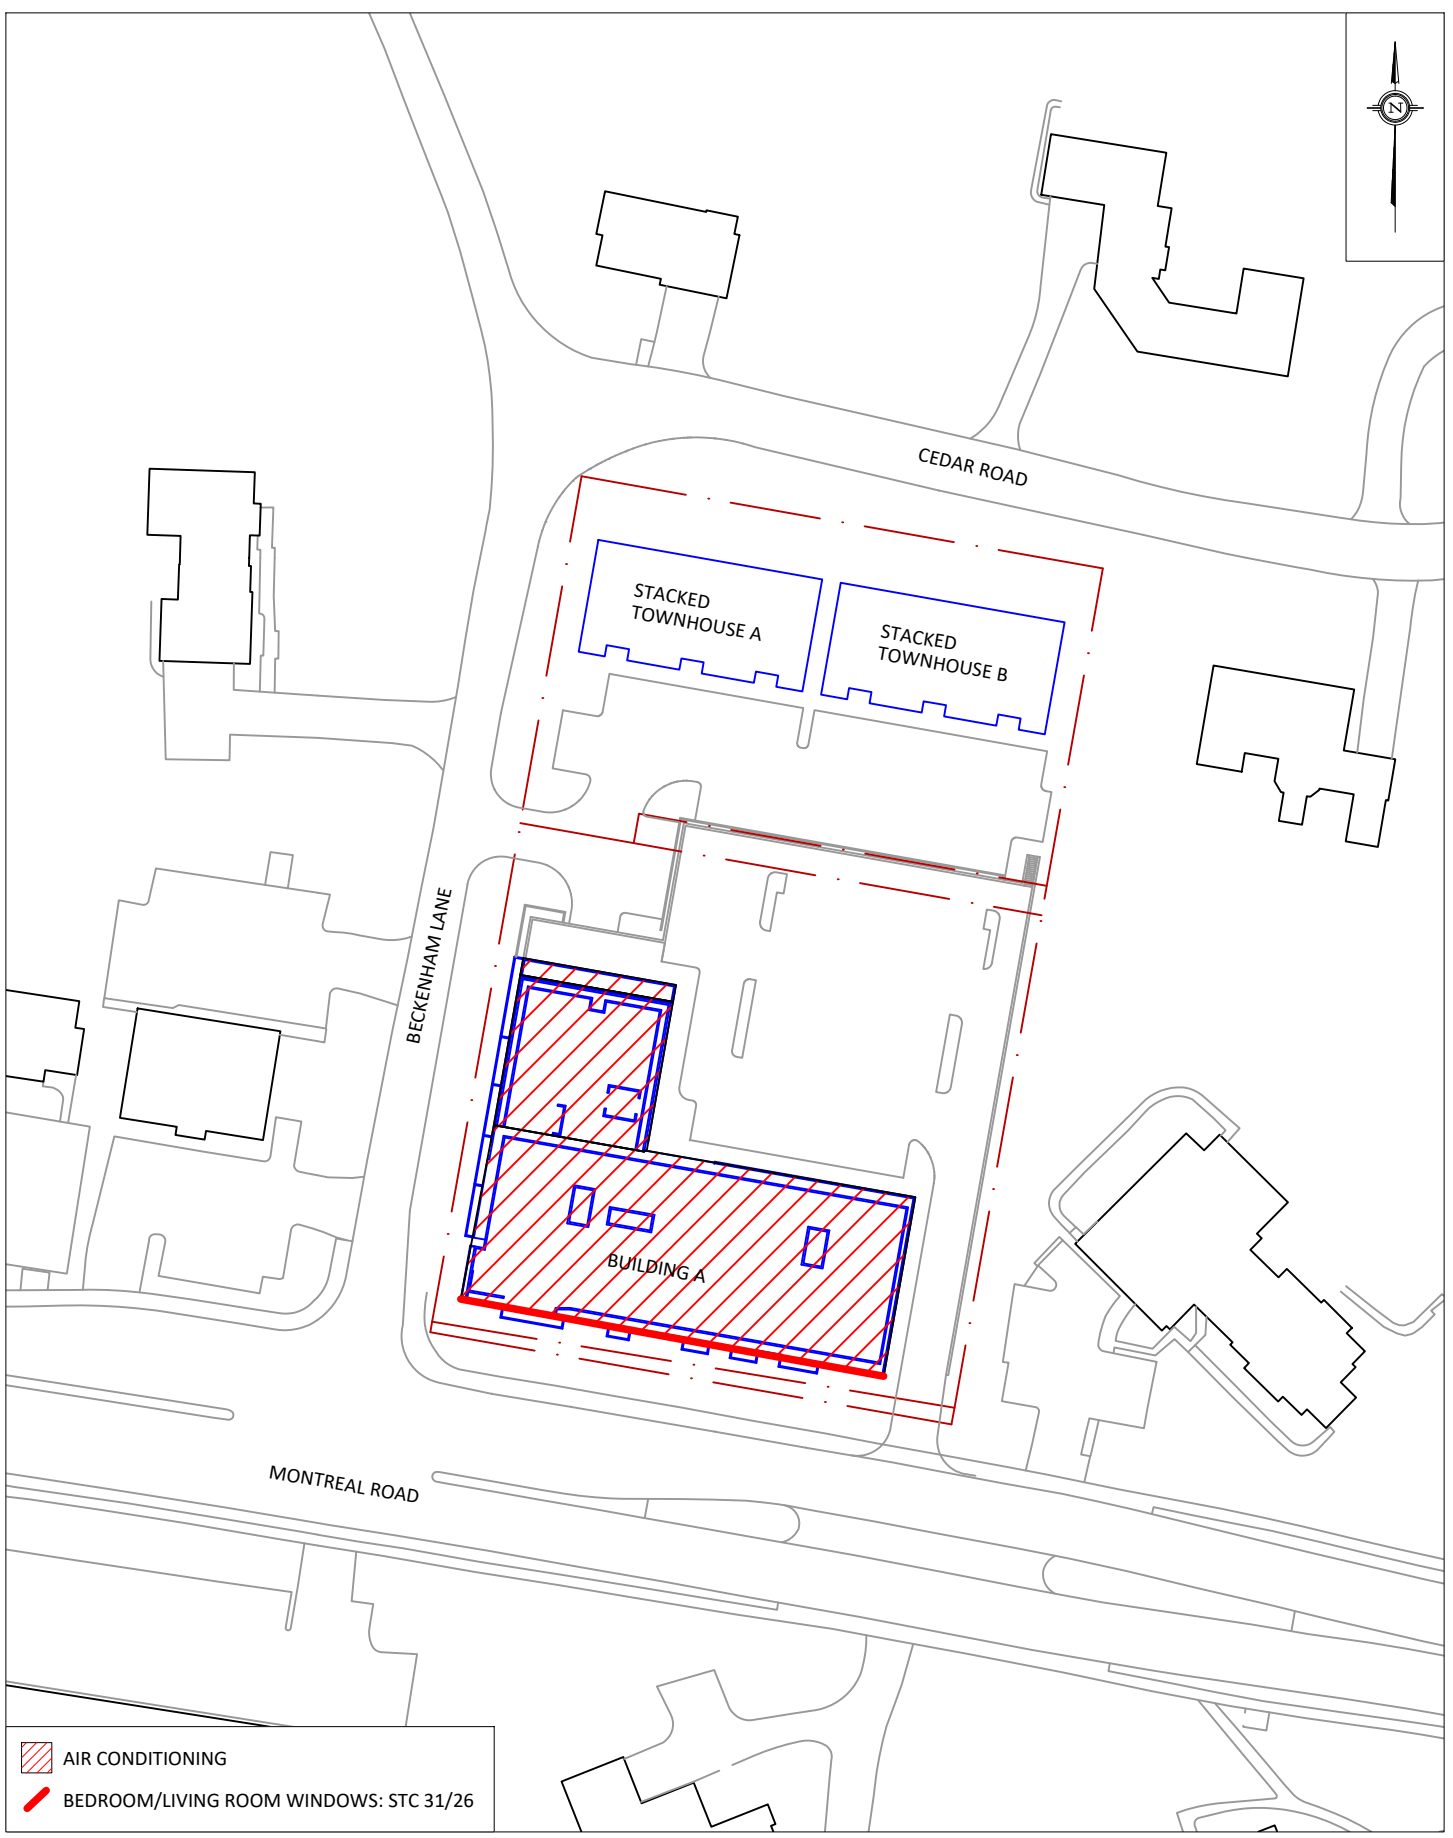 N
CEDAR ROAD
STACKED
TOWNHOUSE A
STACKED
TOWNHOUSE B
BECKENHAM LANE
BUILDING A
MONTREAL ROAD
AIR CONDITIONING
BEDROOM/LIVING ROOM WINDOWS: STC 31/26